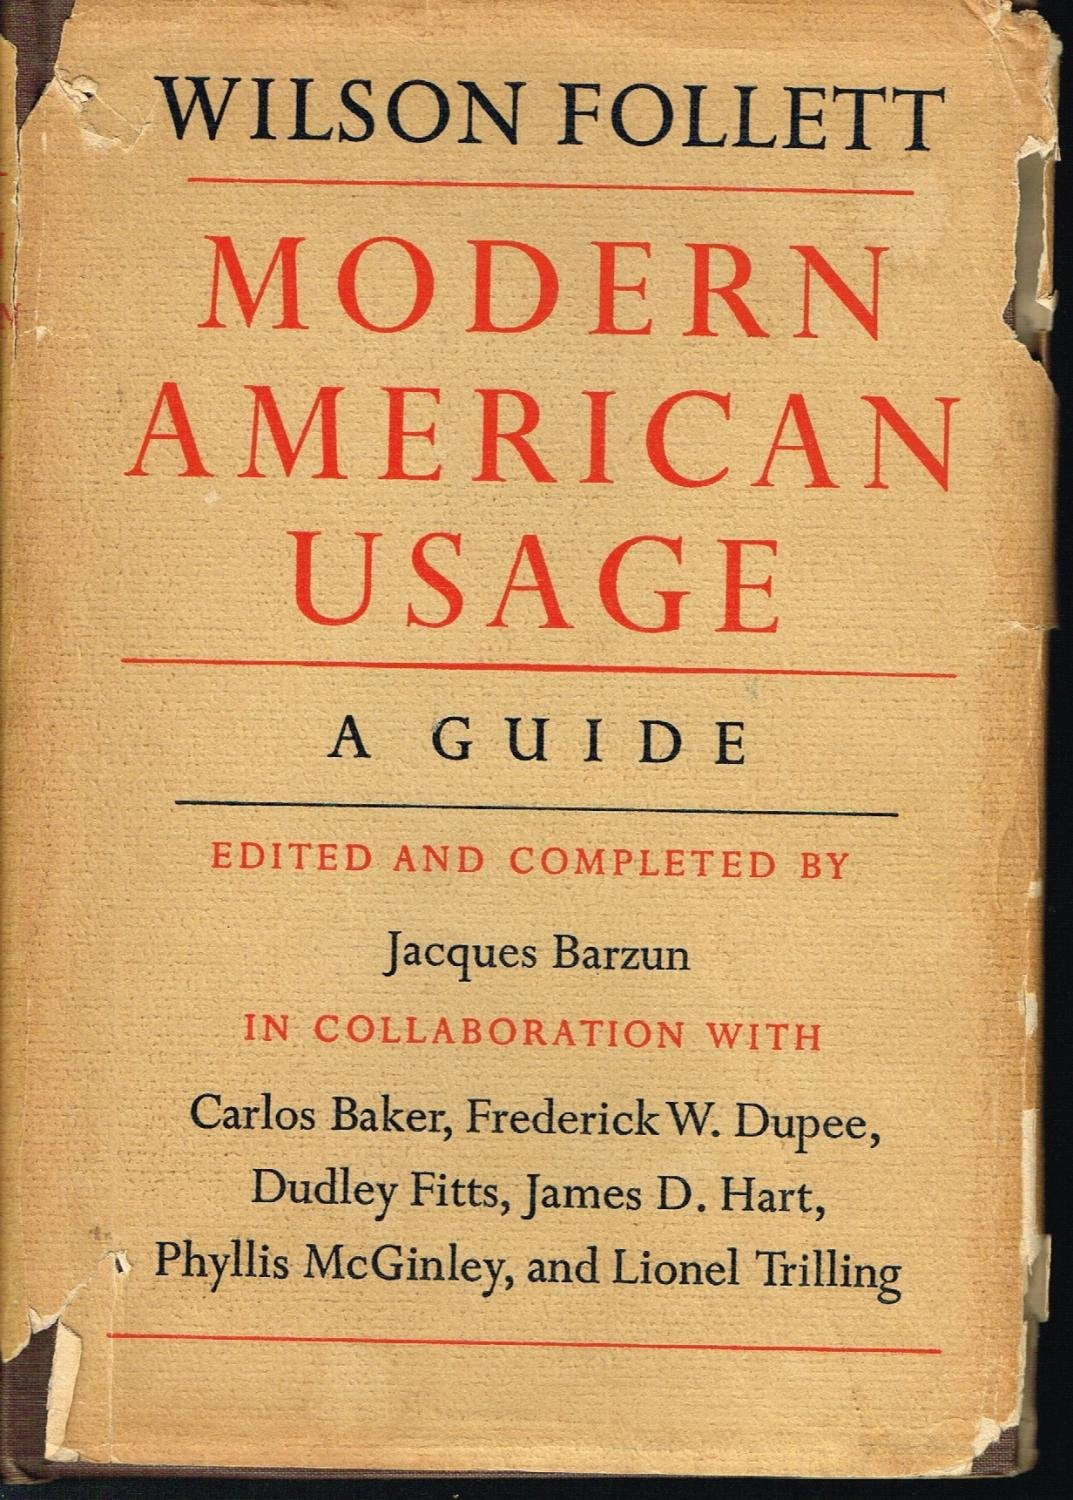 WILSON FOLLETT
MODERN
AMERICAN
USAGE
A GUIDE
EDITED AND COMPLETED BY
Jacques Barzun
IN COLLABORATION WITH
Carlos Baker, Frederick W. Dupee,
Dudley Fitts, James D. Hart,
Phyllis McGinley, and Lionel Trilling